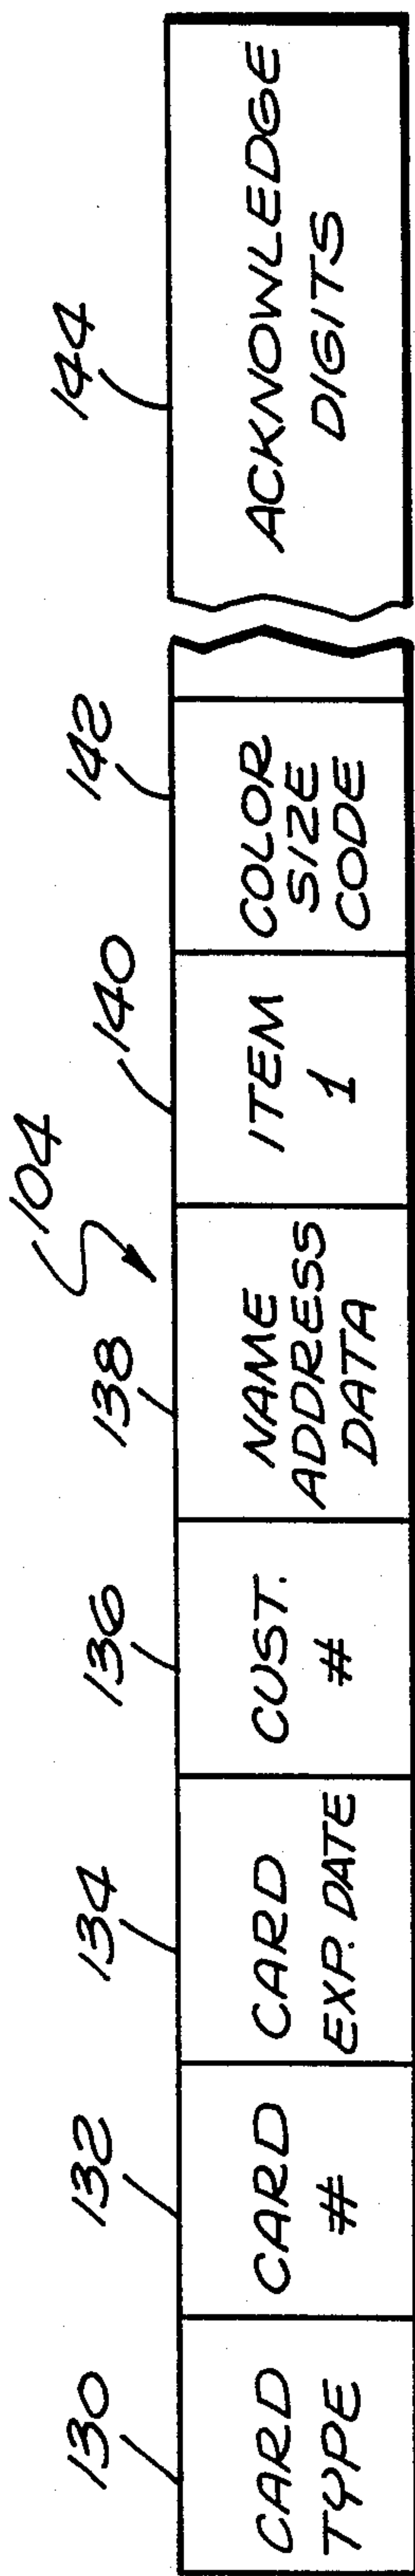 104
130 132 134 136 138 140 142 144
CARD
TYPE
CARD
#
CARD
EXP. DATE
CUST.
#
NAME
ADDRESS
DATA
ITEM
1
COLOR
SIZE
CODE
ACKNOWLEDGE
DIGITS